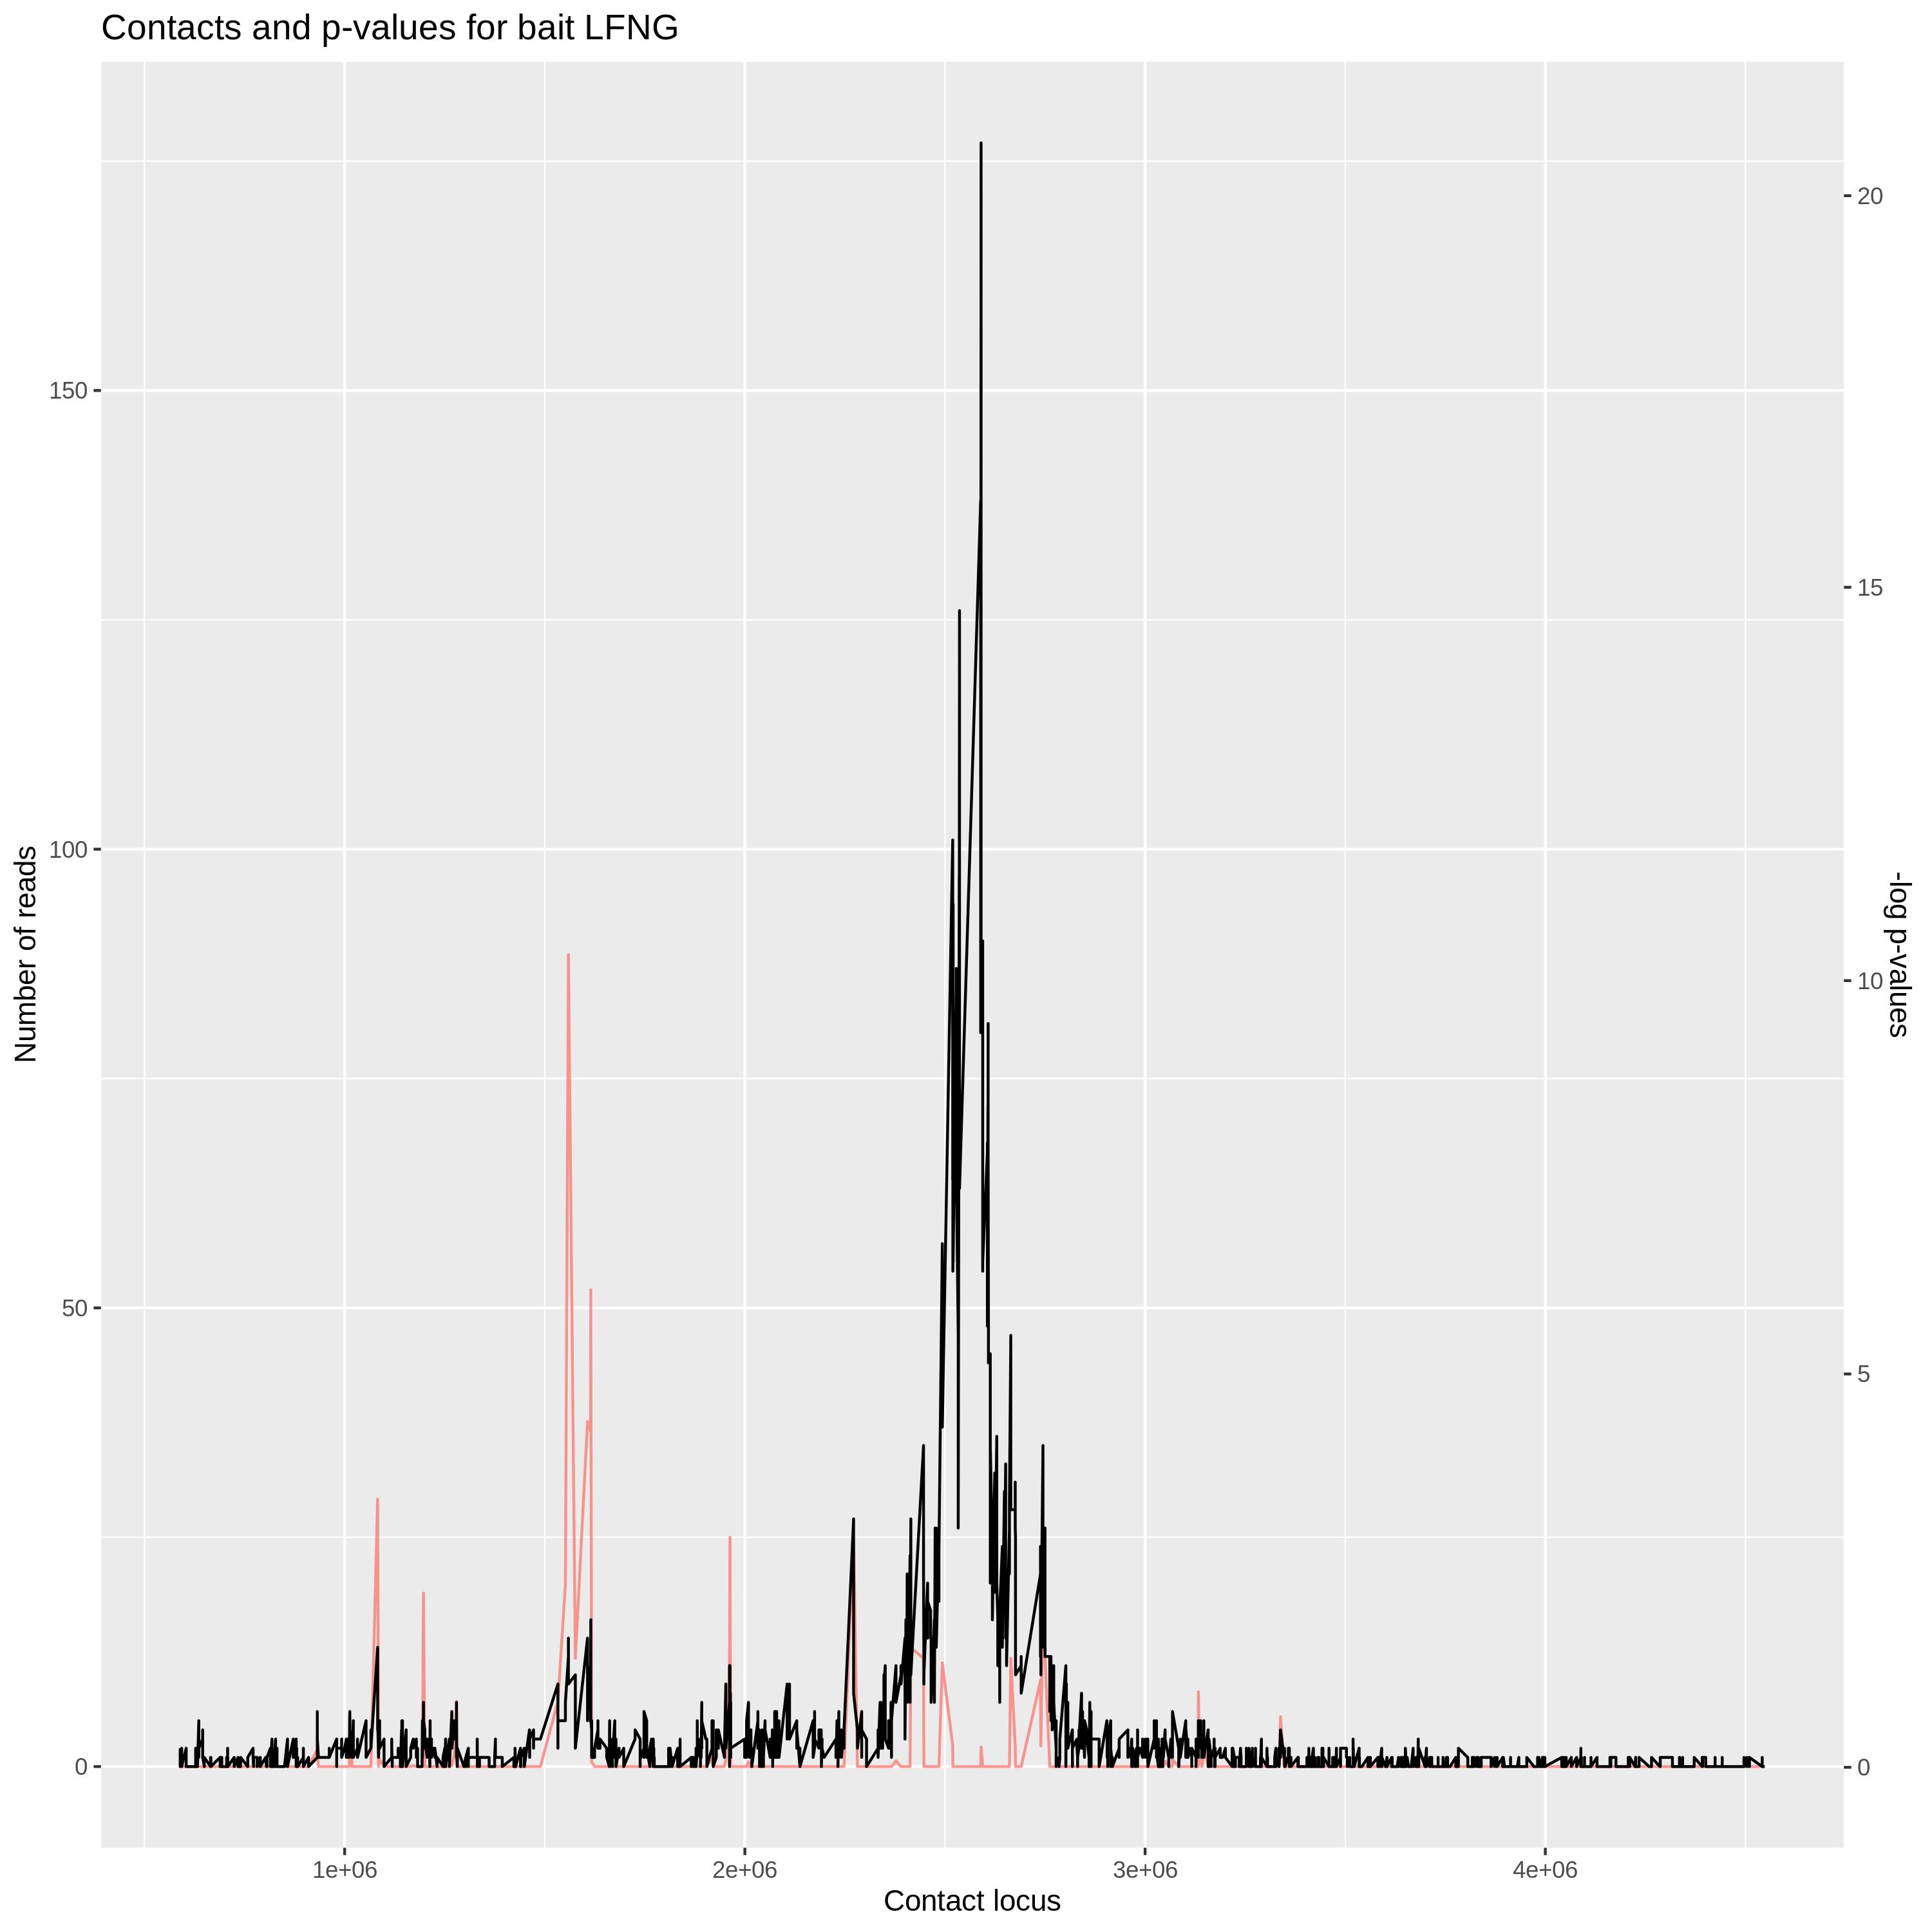 Contacts and p-values for bait LFNG
Number of reads
150
100
50
0
20
15
10
5
0
-log p-values
1e+06
2e+06
3e+06
4e+06
Contact locus